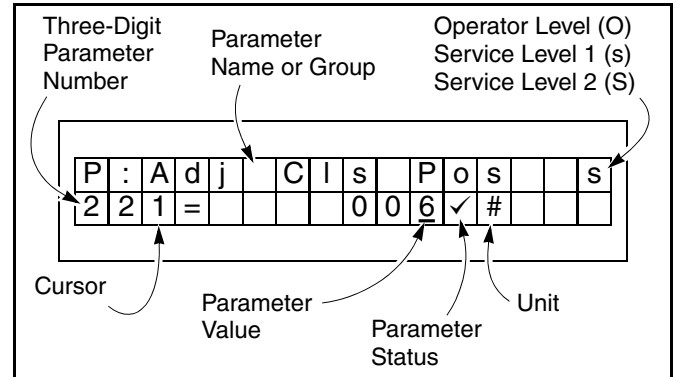 Three-Digit
Parameter
Number
Parameter
Name or Group
Operator Level (O)
Service Level 1 (s)
Service Level 2 (S)
P:Adj Cls Pos s
221= 006✓#
Cursor
Parameter
Value
Parameter
Status
Unit